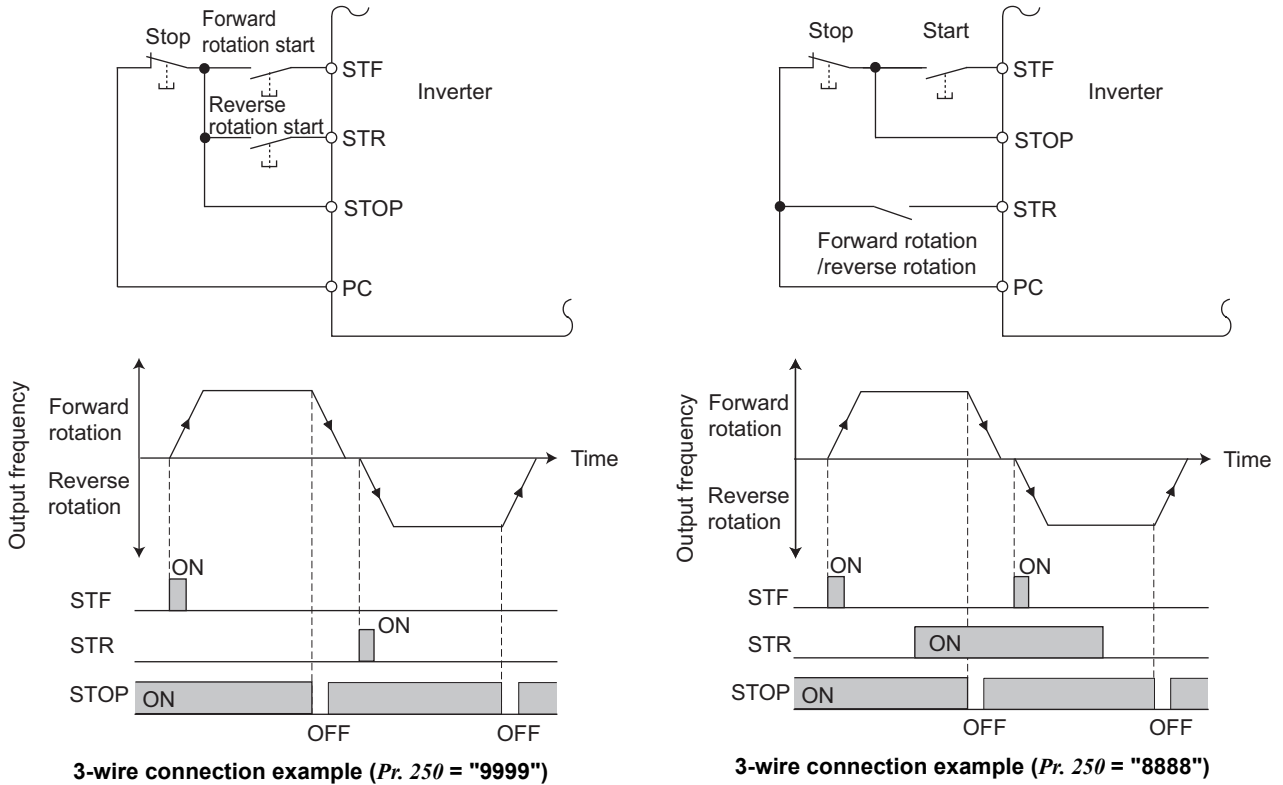 Stop
Forward
rotation start
STF
Inverter
Reverse
rotation start
STR
STOP
PC
Output frequency
Forward
rotation
Reverse
rotation
Time
ON
STF
ON
STR
STOP
ON
OFF
OFF
3-wire connection example (Pr. 250 = "9999")
Stop
Start
STF
Inverter
STOP
STR
Forward rotation
/reverse rotation
PC
Output frequency
Forward
rotation
Reverse
rotation
Time
ON
ON
STF
STR
ON
STOP
ON
OFF
OFF
3-wire connection example (Pr. 250 = "8888")